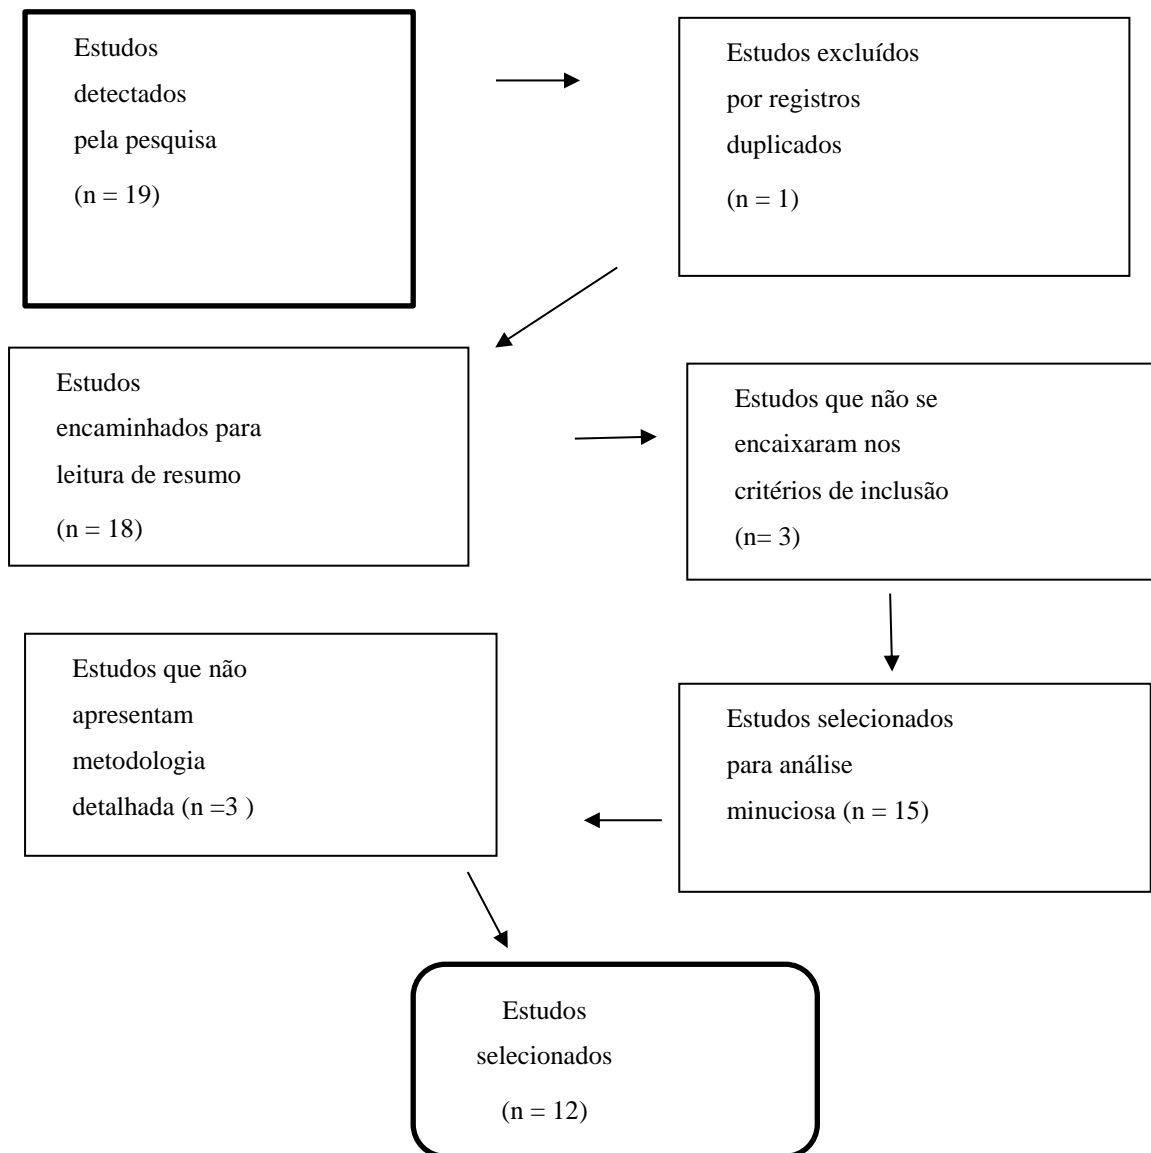 Estudos
detectados
pela pesquisa
(n = 19)
Estudos excluídos
por registros
duplicados
(n = 1)
Estudos
encaminhados para
leitura de resumo
(n = 18)
Estudos que não se
encaixaram nos
critérios de inclusão
(n= 3)
Estudos selecionados
para análise
minuciosa (n = 15)
Estudos que não
apresentam
metodologia
detalhada (n =3 )
Estudos
selecionados
(n = 12)